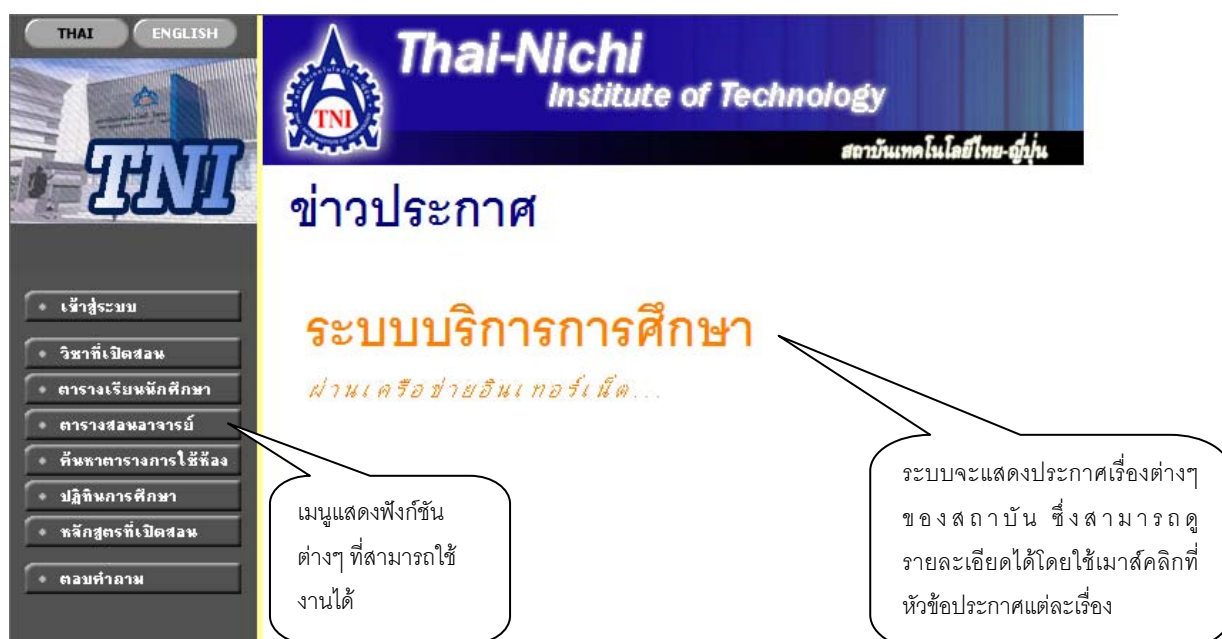 THAI
ENGLISH
TNI
TNI
Thai-Nichi
Institute of Technology
สถาบันเทคโนโลยีไทย-ญี่ปุ่น
ข่าวประกาศ
ระบบบริการการศึกษา
ผ่านเครือข่ายอินเทอร์เน็ต...
เข้าสู่ระบบ
วิชาที่เปิดสอน
ตารางเรียนนักศึกษา
ตารางสอนอาจารย์
ค้นหาตารางการใช้ห้อง
ปฏิทินการศึกษา
หลักสูตรที่เปิดสอน
ตอบคำถาม
เมนูแสดงฟังก์ชัน
ต่างๆ ที่สามารถใช้
งานได้
ระบบจะแสดงประกาศเรื่องต่างๆ
ของสถาบัน ซึ่งสามารถดู
รายละเอียดได้โดยใช้เมาส์คลิกที่
หัวข้อประกาศแต่ละเรื่อง